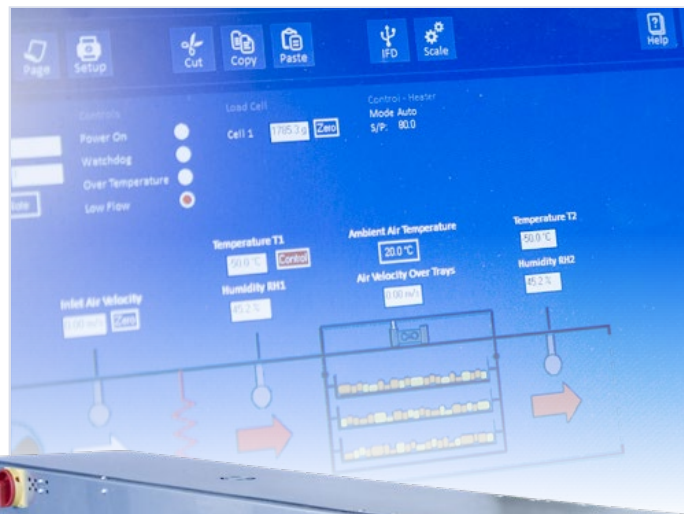 Page Setup Cut Copy Paste IFD Scale Help
Controls
Power On
Watchdog
Over Temperature
Low Flow
Load Cell
Cell 1 1785.3 g Zero
Control - Heater
Mode Auto
S/P: 80.0
Temperature T1
50.0 °C Control
Humidity RH1
45.2 %
Ambient Air Temperature
20.0 °C
Air Velocity Over Trays
0.00 m/s
Temperature T2
50.0 °C
Humidity RH2
45.2 %
Inlet Air Velocity
0.00 m/s Zero